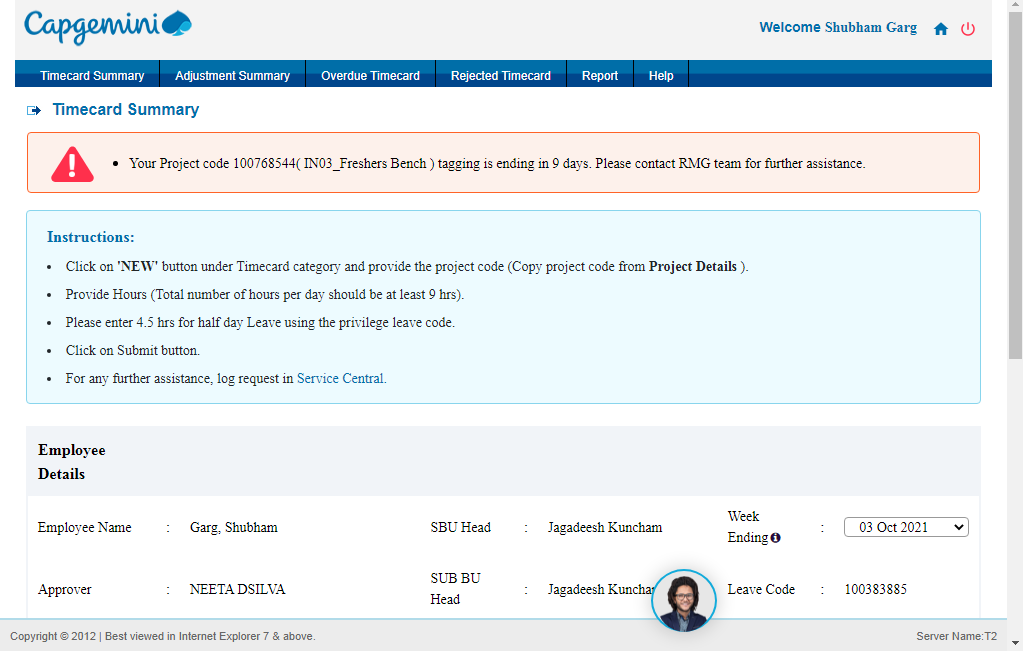 Capgemini
Welcome Shubham Garg
Timecard Summary Adjustment Summary Overdue Timecard Rejected Timecard Report Help
Timecard Summary
• Your Project code 100768544( IN03_Freshers Bench ) tagging is ending in 9 days. Please contact RMG team for further assistance.
Instructions:
• Click on 'NEW' button under Timecard category and provide the project code (Copy project code from Project Details ).
• Provide Hours (Total number of hours per day should be at least 9 hrs).
• Please enter 4.5 hrs for half day Leave using the privilege leave code.
• Click on Submit button.
• For any further assistance, log request in Service Central.
Employee
Details
Employee Name : Garg, Shubham SBU Head : Jagadeesh Kuncham Week
Ending : 03 Oct 2021
Approver : NEETA DSILVA SUB BU
Head : Jagadeesh Kuncha Leave Code : 100383885
Copyright © 2012 | Best viewed in Internet Explorer 7 & above. Server Name:T2